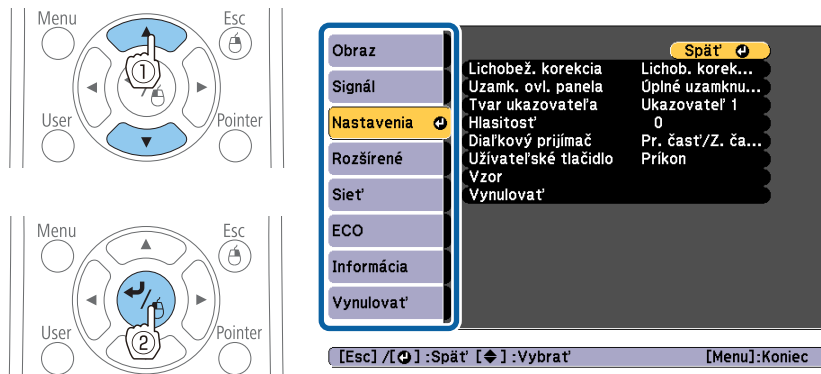 Menu
Esc
①
User
Pointer
Menu
Esc
User
Pointer
②
Obraz
Signál
Nastavenia
Rozšírené
Sieť
ECO
Informácia
Vynulovať
Späť
Lichobež. korekcia Lichob. korek...
Uzamk. ovl. panela Úplné uzamknu...
Tvar ukazovateľa Ukazovateľ 1
Hlasitosť 0
Diaľkový prijímač Pr. časť/Z. ča...
Užívateľské tlačidlo Príkon
Vzor
Vynulovať
[Esc] /[⏎] :Späť [◆] :Vybrať [Menu]:Koniec